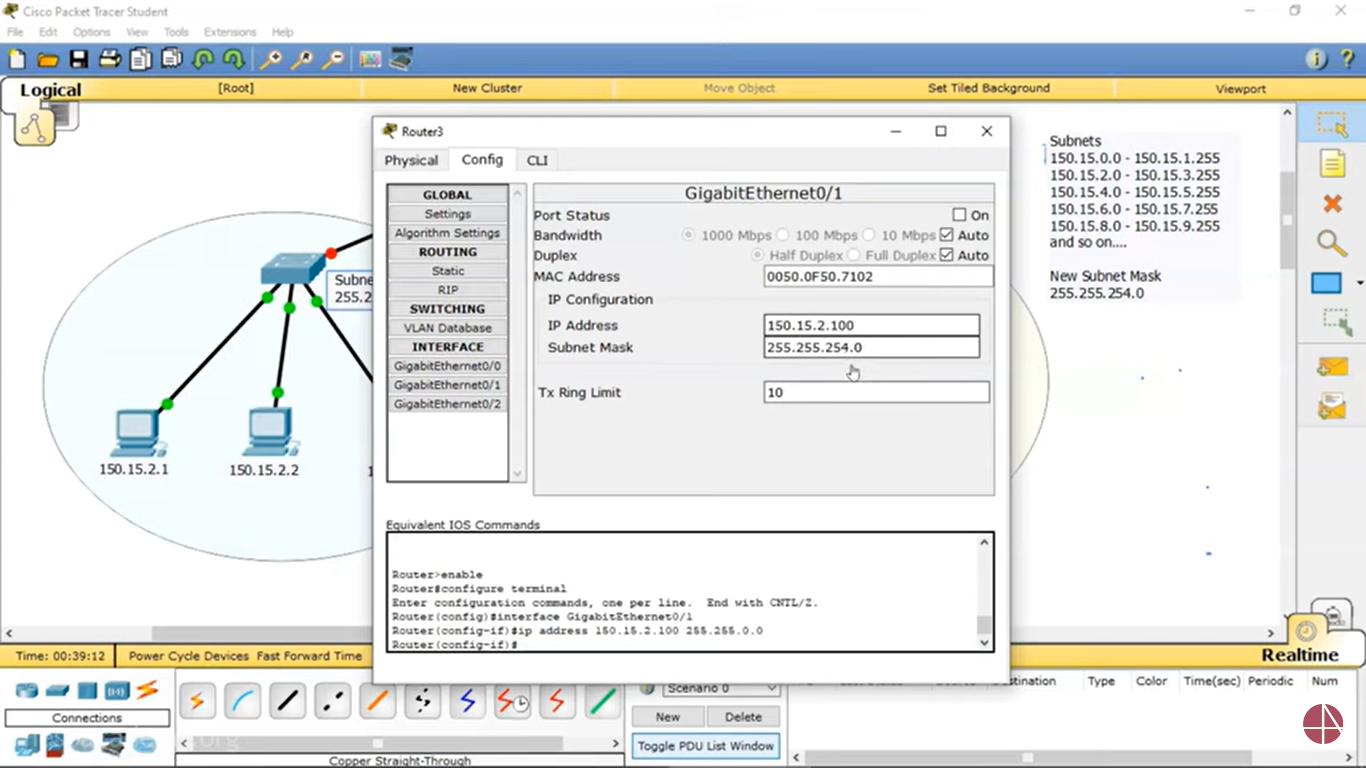 Cisco Packet Tracer Student
File Edit Options View Tools Extensions Help
Logical [Root] New Cluster Move Object Set Tiled Background Viewport
Router3
Physical Config CLI
GLOBAL
Settings
Algorithm Settings
ROUTING
Static
RIP
SWITCHING
VLAN Database
INTERFACE
GigabitEthernet0/0
GigabitEthernet0/1
GigabitEthernet0/2
GigabitEthernet0/1
Port Status On
Bandwidth 1000 Mbps 100 Mbps 10 Mbps Auto
Duplex Half Duplex Full Duplex Auto
MAC Address 0050.0F50.7102
IP Configuration
IP Address 150.15.2.100
Subnet Mask 255.255.254.0
Tx Ring Limit 10
Equivalent IOS Commands
Router>enable
Router#configure terminal
Enter configuration commands, one per line. End with CNTL/Z.
Router(config)#interface GigabitEthernet0/1
Router(config-if)#ip address 150.15.2.100 255.255.0.0
Router(config-if)#
Subne
255.2
150.15.2.1
150.15.2.2
Subnets
150.15.0.0 - 150.15.1.255
150.15.2.0 - 150.15.3.255
150.15.4.0 - 150.15.5.255
150.15.6.0 - 150.15.7.255
150.15.8.0 - 150.15.9.255
and so on....
New Subnet Mask
255.255.254.0
Time: 00:39:12 Power Cycle Devices Fast Forward Time Realtime
Connections
Copper Straight-Through
Scenario 0
New Delete
Toggle PDU List Window
Type Color Time(sec) Periodic Num